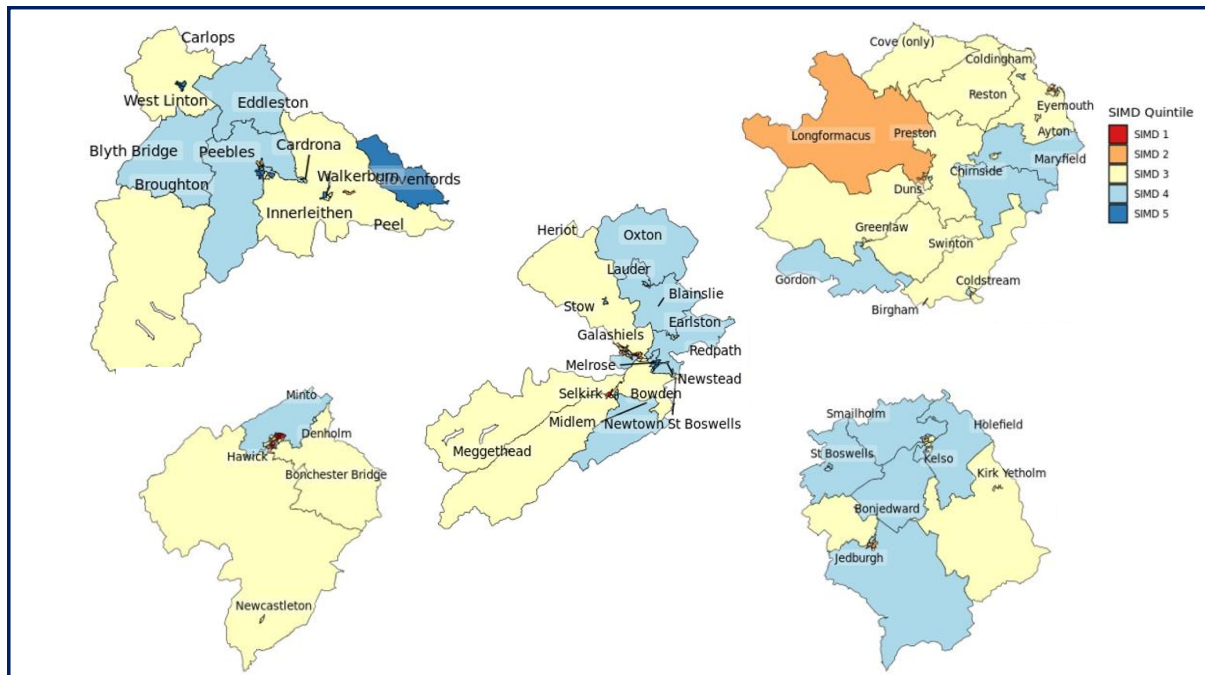 Carlops
West Linton
Eddleston
Blyth Bridge
Peebles
Cardrona
Broughton
Walkerburn
Innerleithen
Peel
Cove (only)
Coldingham
Reston
Eyemouth
Longformacus
Preston
Ayton
Maryfield
Chirnside
Duns
Greenlaw
Swinton
Gordon
Coldstream
Birgham
SIMD Quintile
SIMD 1
SIMD 2
SIMD 3
SIMD 4
SIMD 5
Heriot
Oxton
Lauder
Blainslie
Stow
Earlston
Galashiels
Redpath
Melrose
Newstead
Selkirk
Bowden
Midlem
Newtown St Boswells
Meggethead
Minto
Denholm
Hawick
Bonchester Bridge
Newcastleton
Smailholm
Holefield
St Boswells
Kelso
Kirk Yetholm
Bonjedward
Jedburgh